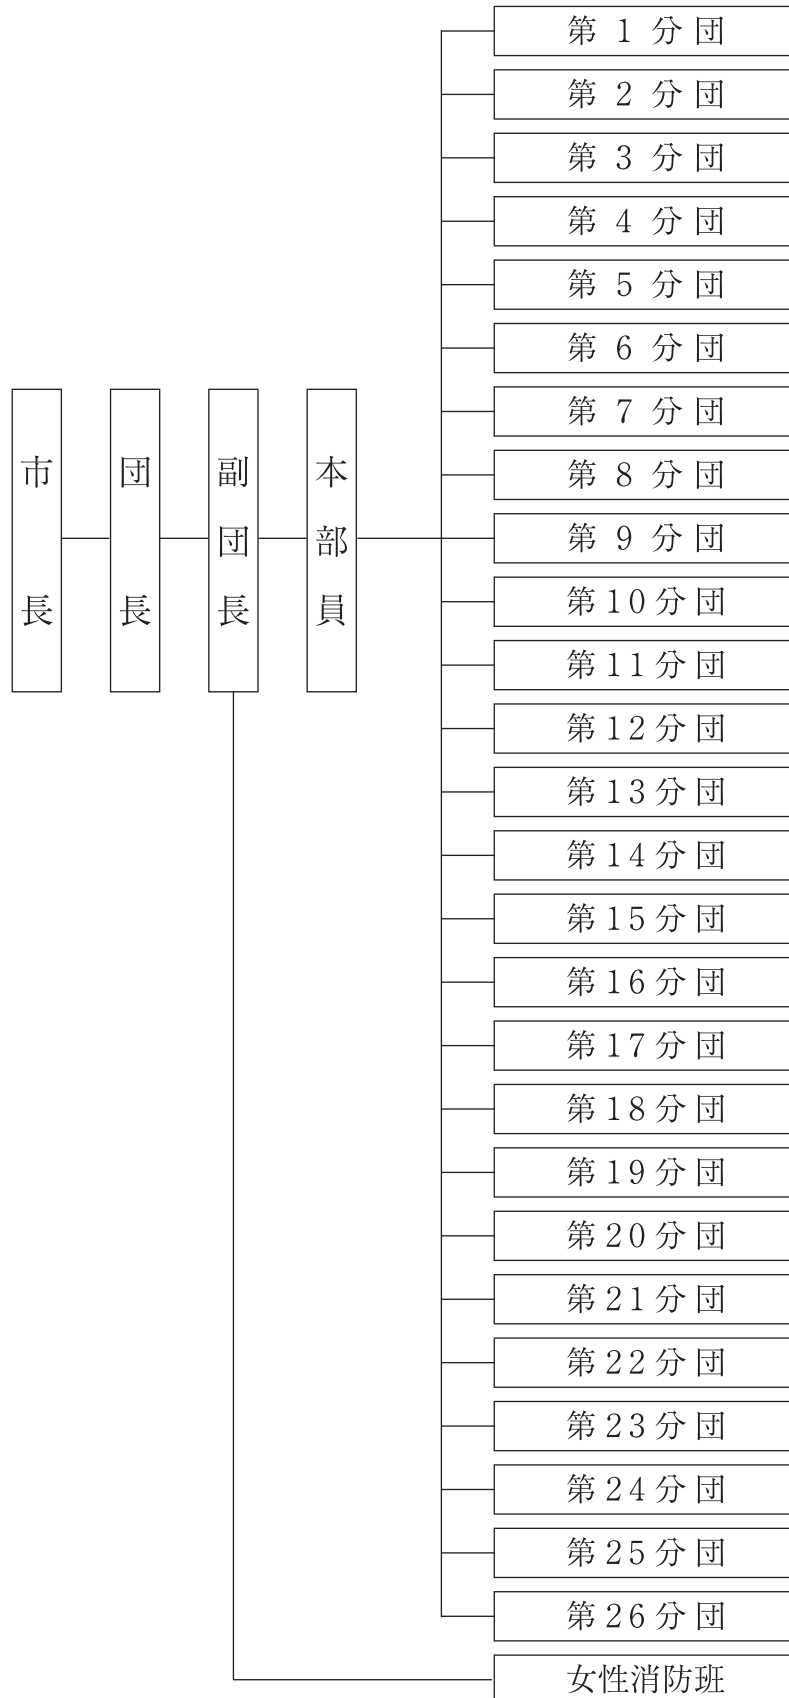 市長
団長
副団長
本部員
第1分団
第2分団
第3分団
第4分団
第5分団
第6分団
第7分団
第8分団
第9分団
第10分団
第11分団
第12分団
第13分団
第14分団
第15分団
第16分団
第17分団
第18分団
第19分団
第20分団
第21分団
第22分団
第23分団
第24分団
第25分団
第26分団
女性消防班